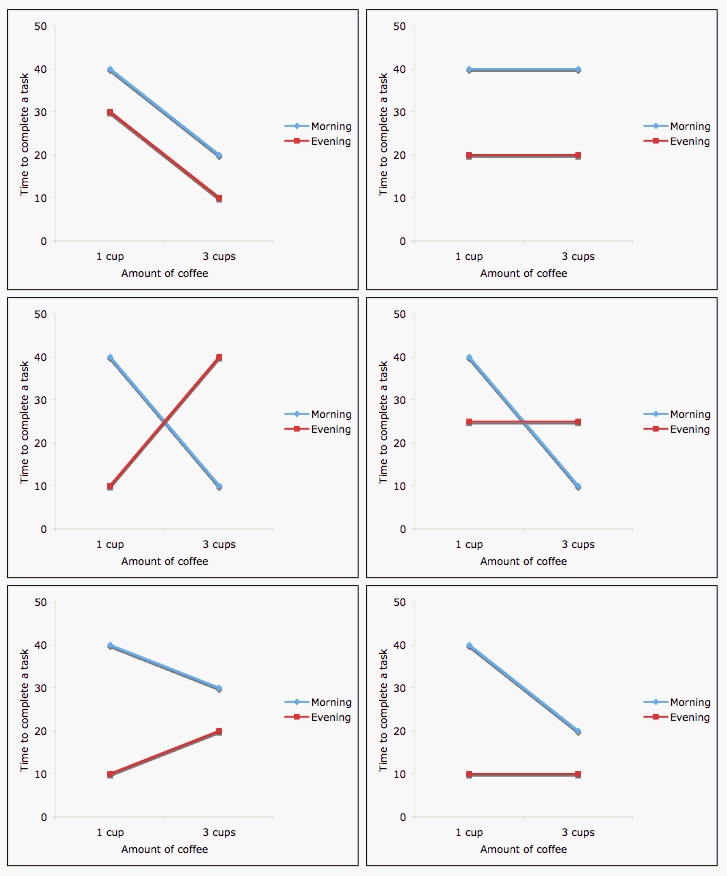 50
40
30
20
10
0
Time to complete a task
1 cup
3 cups
Amount of coffee
Morning
Evening
50
40
30
20
10
0
Time to complete a task
1 cup
3 cups
Amount of coffee
Morning
Evening
50
40
30
20
10
0
Time to complete a task
1 cup
3 cups
Amount of coffee
Morning
Evening
50
40
30
20
10
0
Time to complete a task
1 cup
3 cups
Amount of coffee
Morning
Evening
50
40
30
20
10
0
Time to complete a task
1 cup
3 cups
Amount of coffee
Morning
Evening
50
40
30
20
10
0
Time to complete a task
1 cup
3 cups
Amount of coffee
Morning
Evening